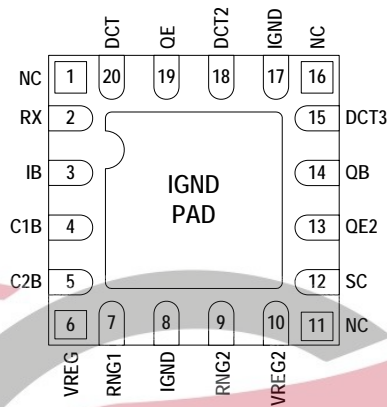 DCT QE DCT2 IGND NC
NC 1 20 19 18 17 16
RX 2 15 DCT3
IB 3 14 QB
IGND
PAD
C1B 4 13 QE2
C2B 5 12 SC
6 7 8 9 10 11 NC
VREG RNG1 IGND RNG2 VREG2